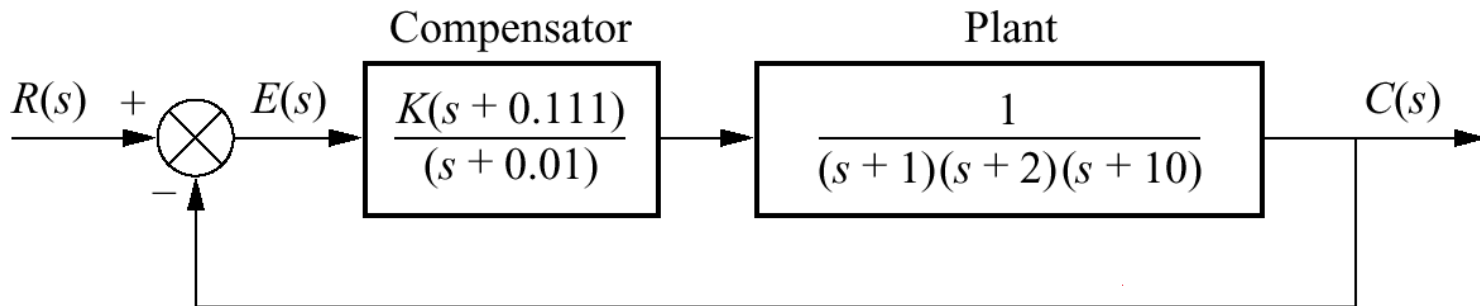 Compensator
Plant
R(s) + E(s)
K(s + 0.111)
(s + 0.01)
1
(s + 1)(s + 2)(s + 10)
C(s)
−